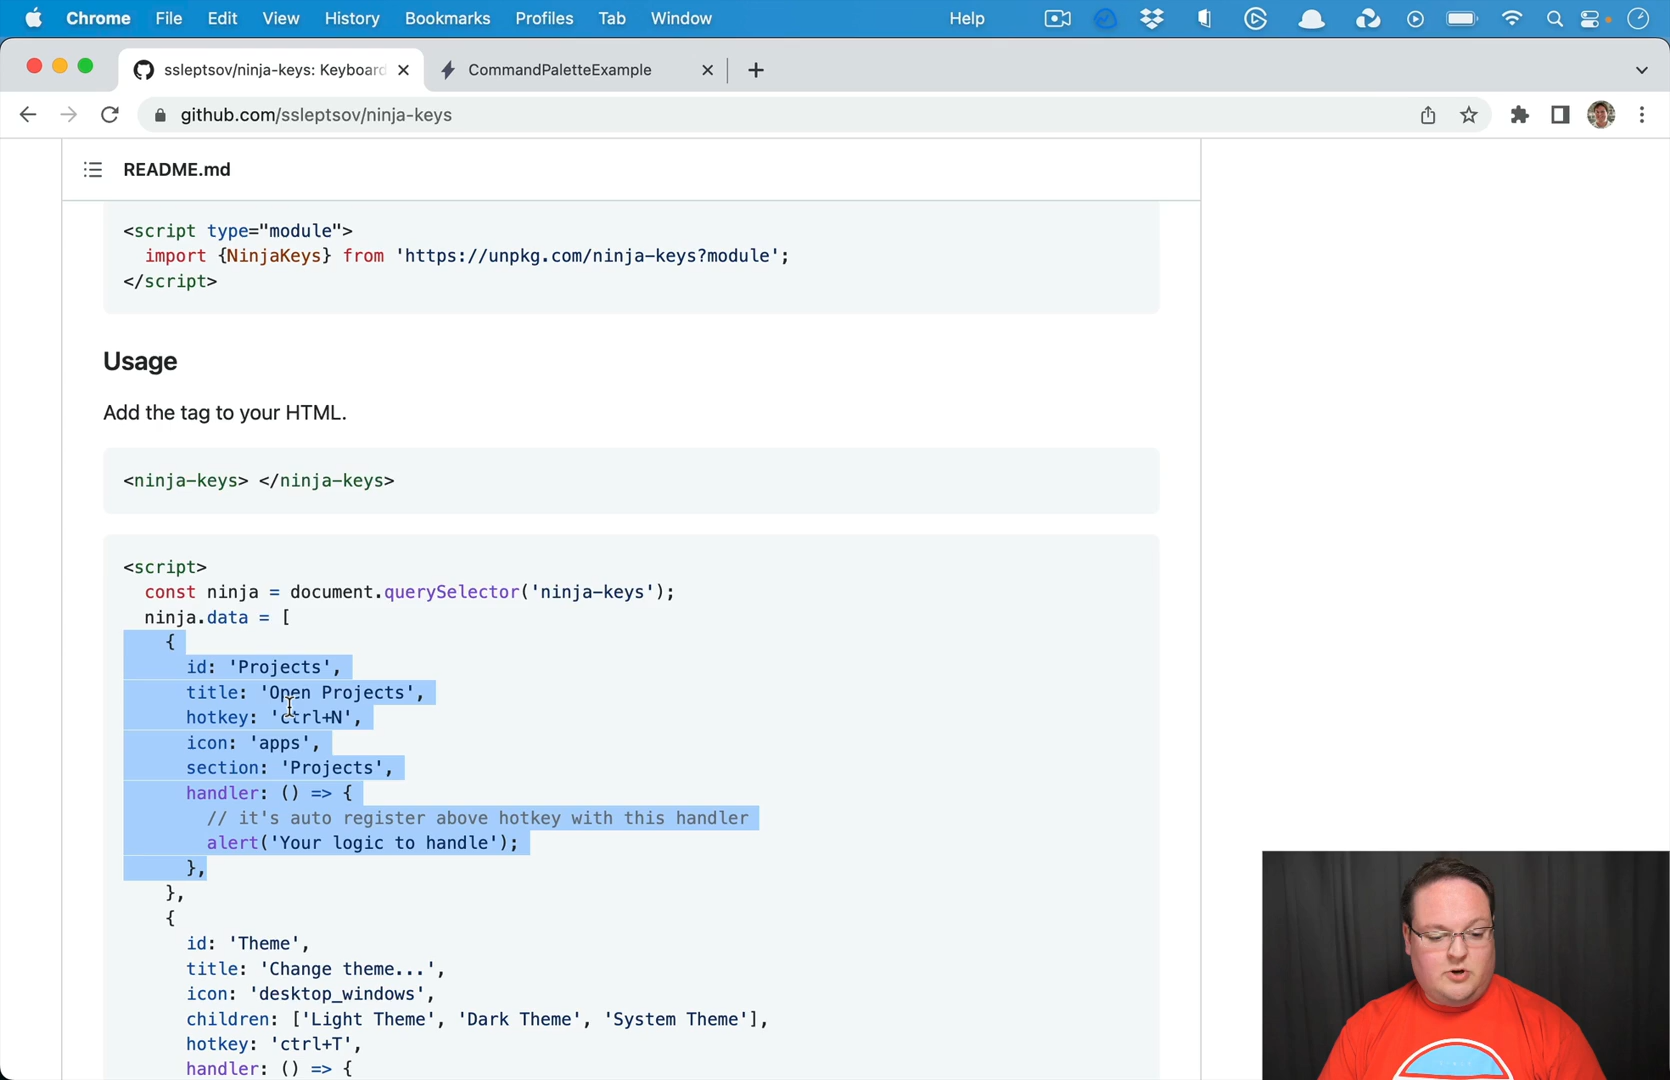 Chrome File Edit View History Bookmarks Profiles Tab Window Help
ssleptsov/ninja-keys: Keyboard
CommandPaletteExample
github.com/ssleptsov/ninja-keys
README.md
<script type="module">
import {NinjaKeys} from 'https://unpkg.com/ninja-keys?module';
</script>
Usage
Add the tag to your HTML.
<ninja-keys> </ninja-keys>
<script>
const ninja = document.querySelector('ninja-keys');
ninja.data = [
{
id: 'Projects',
title: 'Open Projects',
hotkey: 'ctrl+N',
icon: 'apps',
section: 'Projects',
handler: () => {
// it's auto register above hotkey with this handler
alert('Your logic to handle');
},
},
{
id: 'Theme',
title: 'Change theme...',
icon: 'desktop_windows',
children: ['Light Theme', 'Dark Theme', 'System Theme'],
hotkey: 'ctrl+T',
handler: () => {